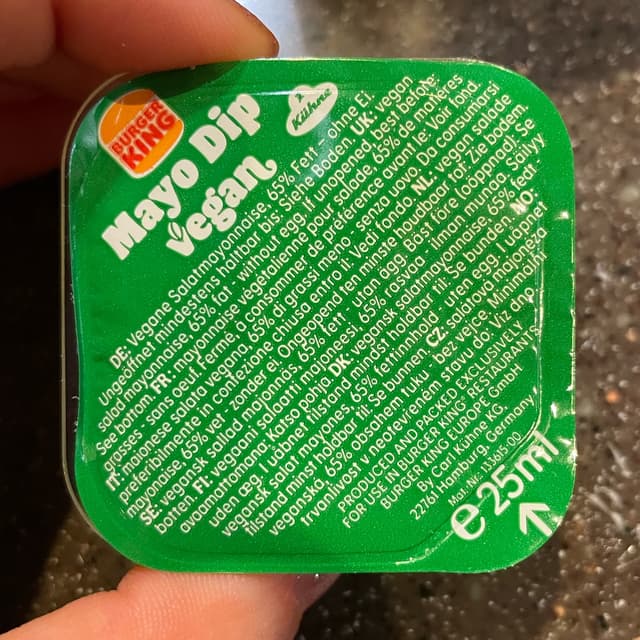 BURGER
KING
Mayo Dip
vegan
Kühne
DE: Vegane Salatmayonnaise, 65% Fett - ohne Ei.
Ungeöffnet mindestens haltbar bis: Siehe Boden. UK: vegan
salad mayonnaise, 65% fat - without egg. If unopened, best before:
See bottom. FR: mayonnaise végétalienne pour salade, 65% de matières
grasses - sans oeuf. Fermé, à consommer de préférence avant le: Voir fond.
IT: maionese salata vegana, 65% di grassi meno, senza uova. Da consumarsi
preferibilmente in confezione chiusa entro il: Vedi fondo. NL: vegan salade
mayonaise, 65% vet - zonder ei. Ongeopend ten minste houdbaar tot: Zie bodem.
SE: vegansk sallad majonnäs, 65% fett - utan ägg. Bäst före (oöppnad): Se
botten. FI: vegaani Salaatti majoneesi, 65% rasvaa - ilman munaa. Säilyy
avaamattomana: Katso pohja. DK: vegansk salatmayonnaise, 65% fedt -
uden æg. I uåbnet tilstand mindst holdbar til: Se bunden. No:
vegansk salat mayones, 65% fettinnhold - uten egg. I uåpnet
tilstand minst holdbar til: Se bunnen. CZ: salátová majonéza
veganská, 65% obsahem tuku - bez vejce. Minimální
trvanlivost v neotevřeném stavu do: Viz dno.
PRODUCED AND PACKED EXCLUSIVELY
FOR USE IN BURGER KING® RESTAURANTS
BURGER KING EUROPE GmbH
By Carl Kühne KG,
22761 Hamburg, Germany
e 25ml